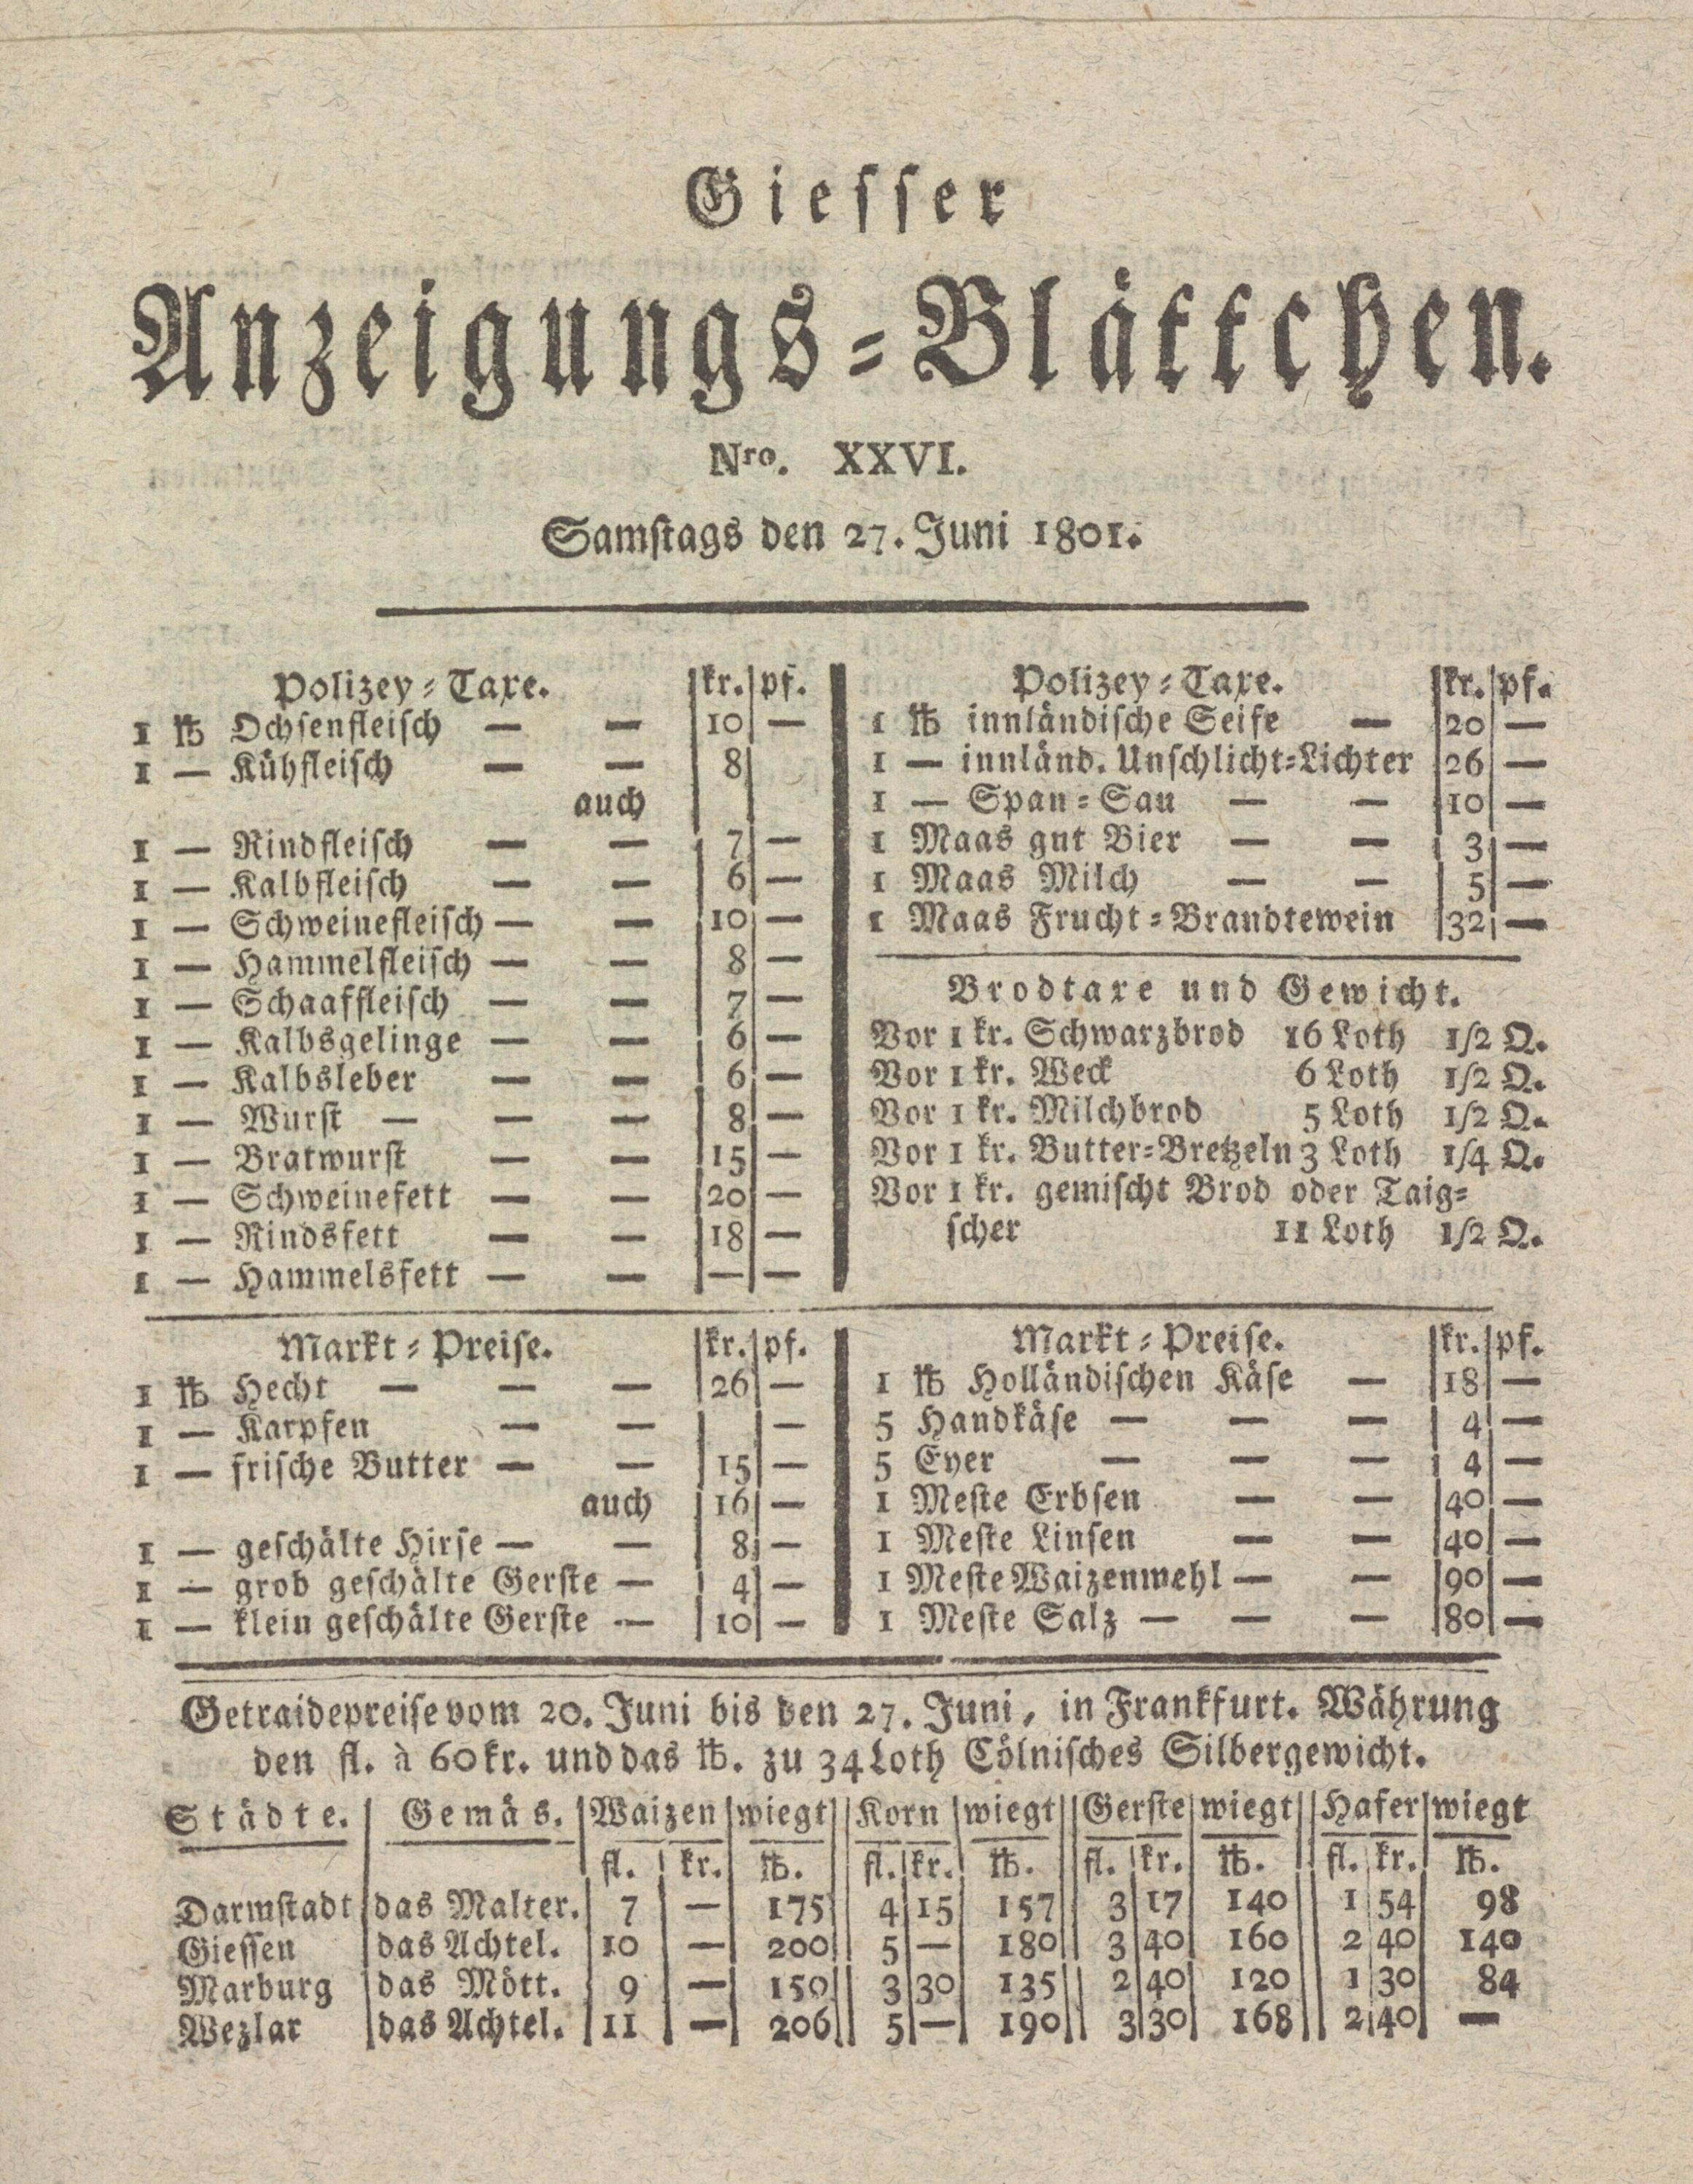 Giesser
Anzeigungs-Blättchen.
Nro. XXVI.
Samstags den 27. Juni 1801.
Polizey-Taxe. kr. pf.
1 ℔ Ochsenfleisch — — 10 —
1 — Kühfleisch — — 8
auch
1 — Rindfleisch — — 7 —
1 — Kalbfleisch — — 6 —
1 — Schweinefleisch — — 10 —
1 — Hammelfleisch — — 8 —
1 — Schaaffleisch — — 7 —
1 — Kalbsgelinge — — 6 —
1 — Kalbsleber — — 6 —
1 — Wurst — — — 8 —
1 — Bratwurst — — 15 —
1 — Schweinefett — — 20 —
1 — Rindsfett — — 18 —
1 — Hammelsfett — — — —
Polizey-Taxe. kr. pf.
1 ℔ innländische Seife — 20 —
1 — innländ. Unschlicht-Lichter 26 —
1 — Span-Sau — — 10 —
1 Maas gut Bier — — 3 —
1 Maas Milch — — 5 —
1 Maas Frucht-Brandtewein 32 —
Brodtaxe und Gewicht.
Vor 1 kr. Schwarzbrod 16 Loth 1/2 Q.
Vor 1 kr. Weck 6 Loth 1/2 Q.
Vor 1 kr. Milchbrod 5 Loth 1/2 Q.
Vor 1 kr. Butter-Bretzeln 3 Loth 1/4 Q.
Vor 1 kr. gemischt Brod oder Taig-
scher 11 Loth 1/2 Q.
Markt-Preise. kr. pf.
1 ℔ Hecht — — — 26 —
1 — Karpfen — — —
1 — frische Butter — — 15 —
auch 16 —
1 — geschälte Hirse — — 8 —
1 — grob geschälte Gerste — 4 —
1 — klein geschälte Gerste — 10 —
Markt-Preise. kr. pf.
1 ℔ Holländischen Käse — 18 —
5 Handkäse — — — 4 —
5 Eyer — — — 4 —
1 Meste Erbsen — — 40 —
1 Meste Linsen — — 40 —
1 Meste Waizenmehl — — 90 —
1 Meste Salz — — — 80 —
Getraidepreise vom 20. Juni bis den 27. Juni, in Frankfurt. Währung
den fl. à 60 kr. und das ℔. zu 34 Loth Cölnisches Silbergewicht.
Städte. Gemäs. Waizen wiegt Korn wiegt Gerste wiegt Hafer wiegt
fl. kr. ℔. fl. kr. ℔. fl. kr. ℔. fl. kr. ℔.
Darmstadt das Malter. 7 — 175 4 15 157 3 17 140 1 54 98
Giessen das Achtel. 10 — 200 5 — 180 3 40 160 2 40 140
Marburg das Mött. 9 — 150 3 30 135 2 40 120 1 30 84
Wezlar das Achtel. 11 — 206 5 — 190 3 30 168 2 40 —